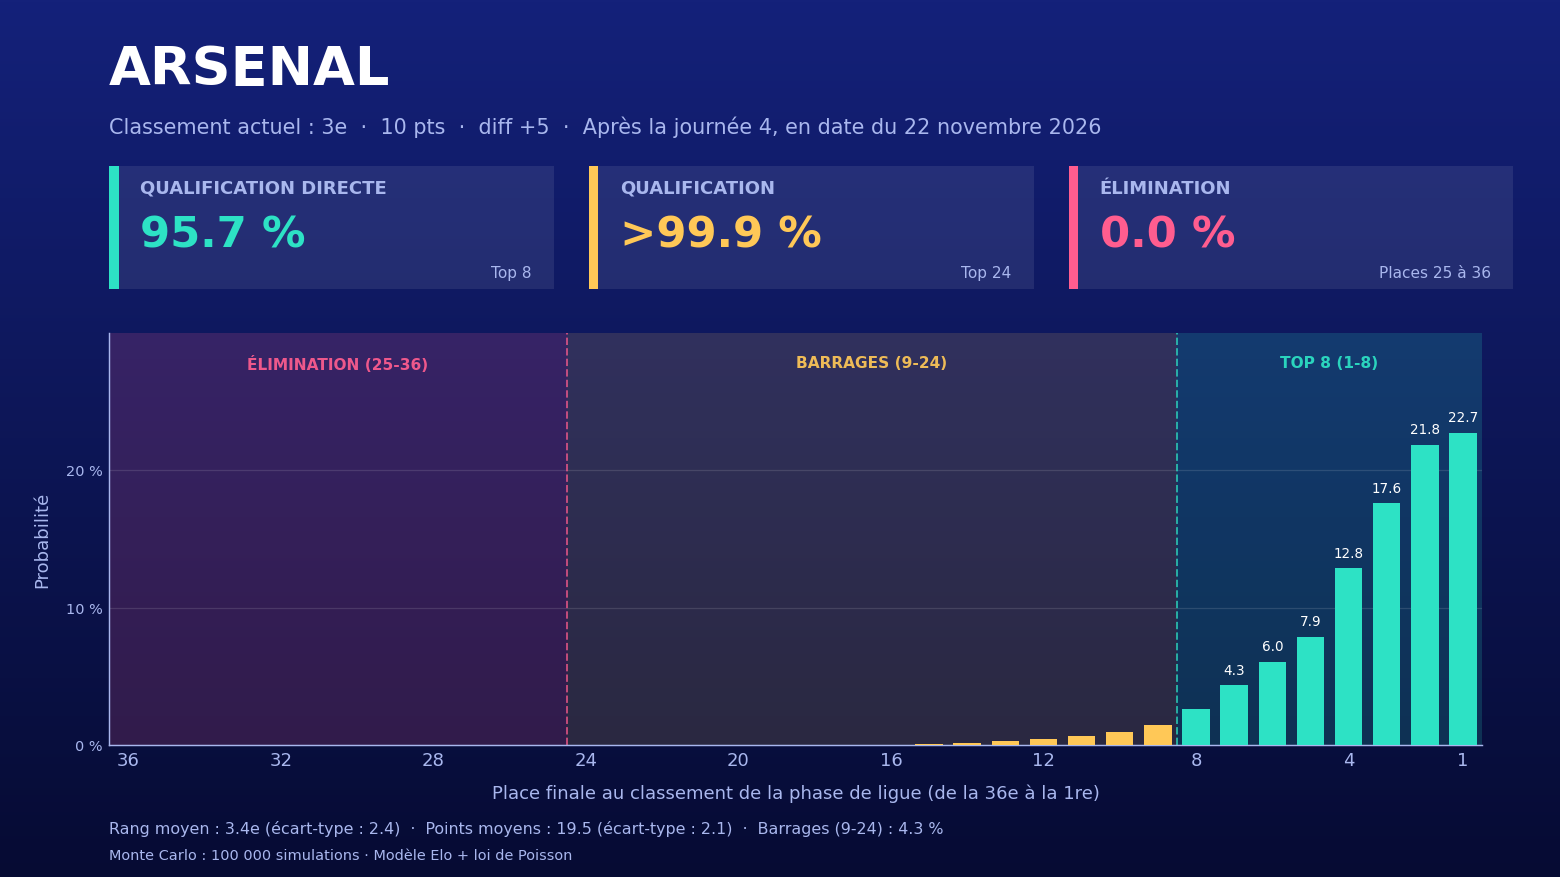 ARSENAL
Classement actuel : 3e · 10 pts · diff +5 · Après la journée 4, en date du 22 novembre 2026
QUALIFICATION DIRECTE
95.7 %
Top 8
QUALIFICATION
>99.9 %
Top 24
ÉLIMINATION
0.0 %
Places 25 à 36
ÉLIMINATION (25-36)
BARRAGES (9-24)
TOP 8 (1-8)
Probabilité
20 %
10 %
0 %
4.3
6.0
7.9
12.8
17.6
21.8
22.7
36 32 28 24 20 16 12 8 4 1
Place finale au classement de la phase de ligue (de la 36e à la 1re)
Rang moyen : 3.4e (écart-type : 2.4) · Points moyens : 19.5 (écart-type : 2.1) · Barrages (9-24) : 4.3 %
Monte Carlo : 100 000 simulations · Modèle Elo + loi de Poisson